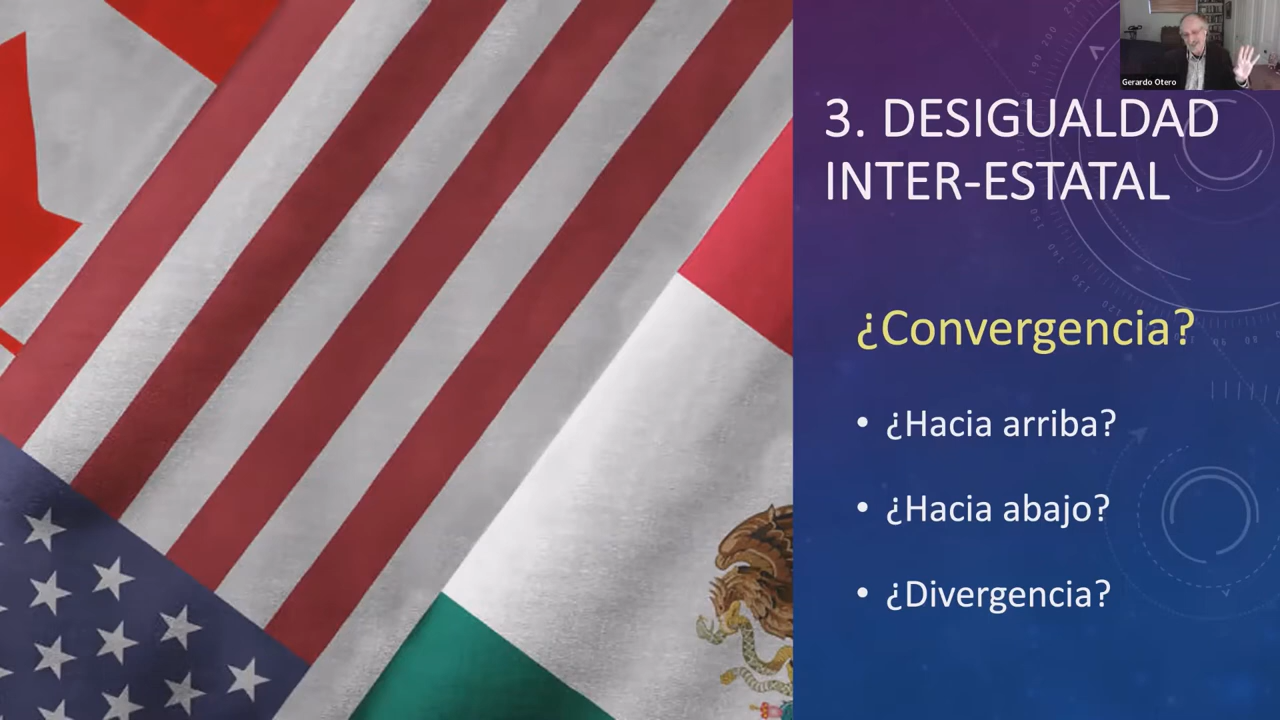 Gerardo Otero
3. DESIGUALDAD
INTER-ESTATAL
¿Convergencia?
• ¿Hacia arriba?
• ¿Hacia abajo?
• ¿Divergencia?